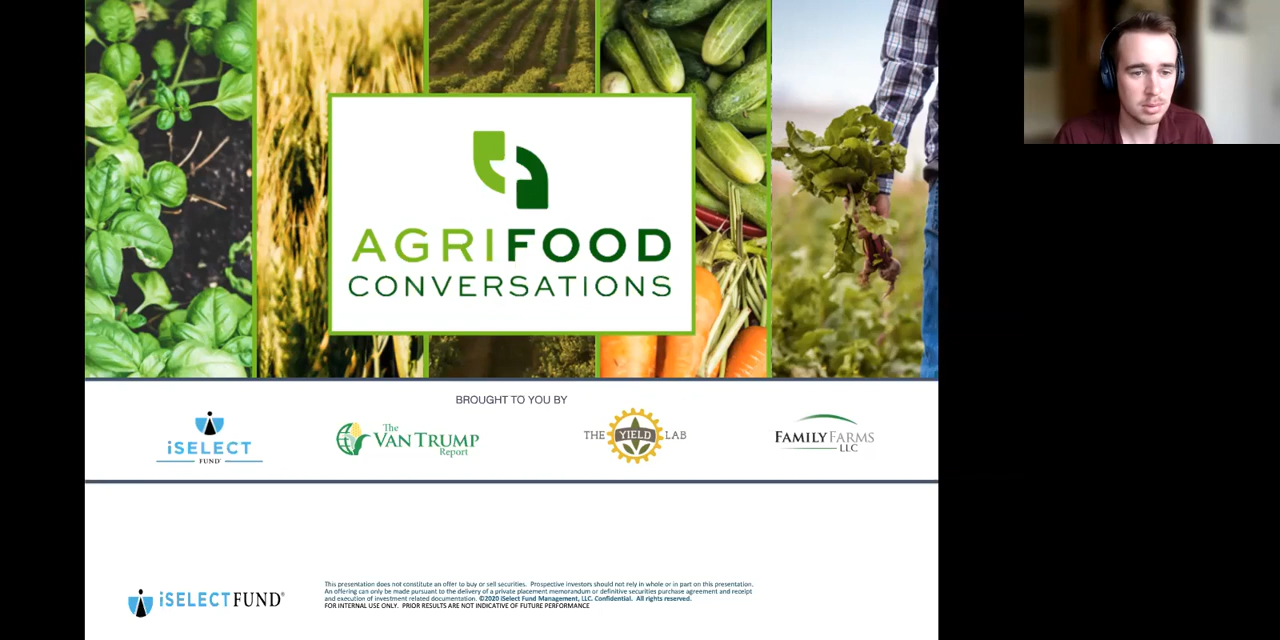 AGRIFOOD
CONVERSATIONS
BROUGHT TO YOU BY
iSELECT
FUND
The
VAN TRUMP
Report
THE YIELD LAB
FAMILYFARMS
LLC
iSELECTFUND®
This presentation does not constitute an offer to buy or sell securities. Prospective investors should not rely in whole or in part on this presentation.
An offering can only be made pursuant to the delivery of a private placement memorandum or definitive securities purchase agreement and receipt
and execution of investment related documentation. ©2020 iSelect Fund Management, LLC. Confidential. All rights reserved.
FOR INTERNAL USE ONLY. PRIOR RESULTS ARE NOT INDICATIVE OF FUTURE PERFORMANCE